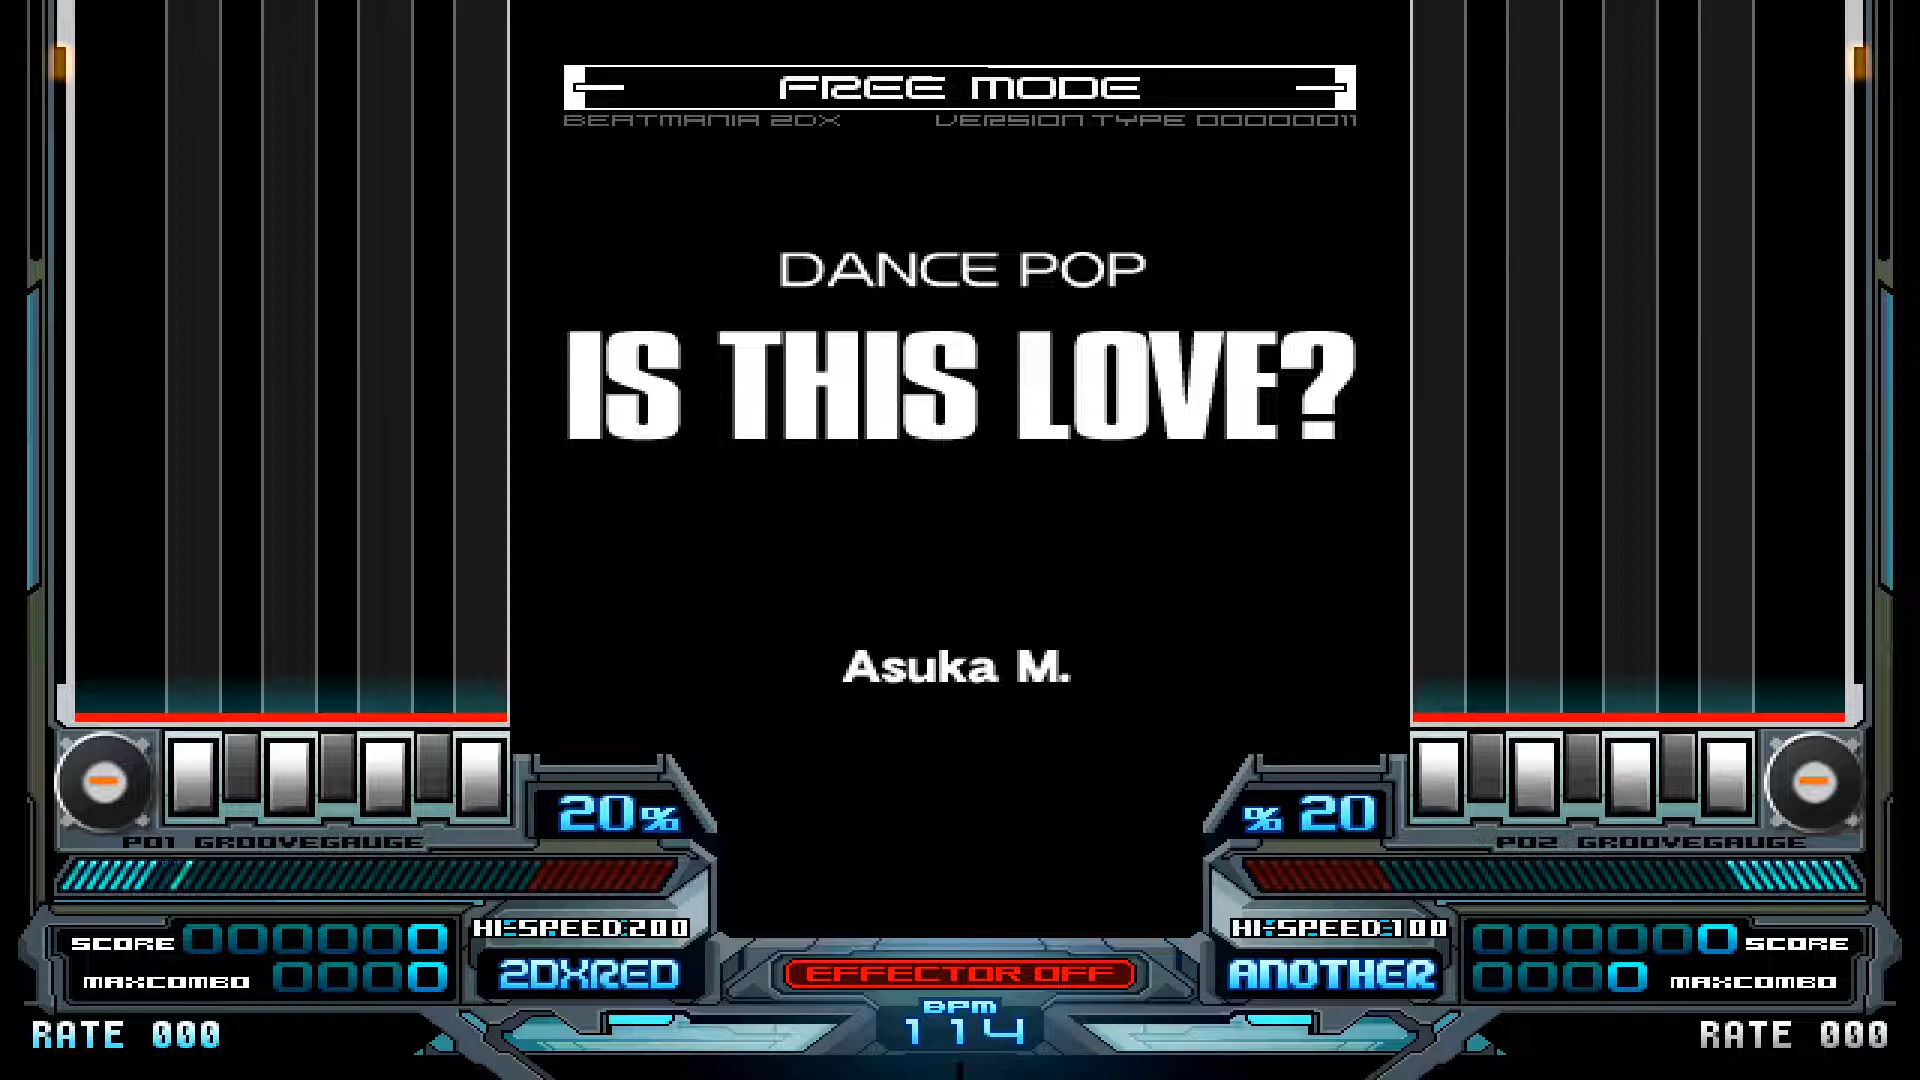 FREE MODE
BEATMANIA 2DX VERSION TYPE 00000011
DANCE POP
IS THIS LOVE?
Asuka M.
20% % 20
P01 GROOVEGAUGE P02 GROOVEGAUGE
HI-SPEED:200 HI-SPEED:100
SCORE 000000 000000 SCORE
2DXRED EFFECTOR OFF ANOTHER
MAXCOMBO 0000 0000 MAXCOMBO
BPM
114
RATE 000 RATE 000